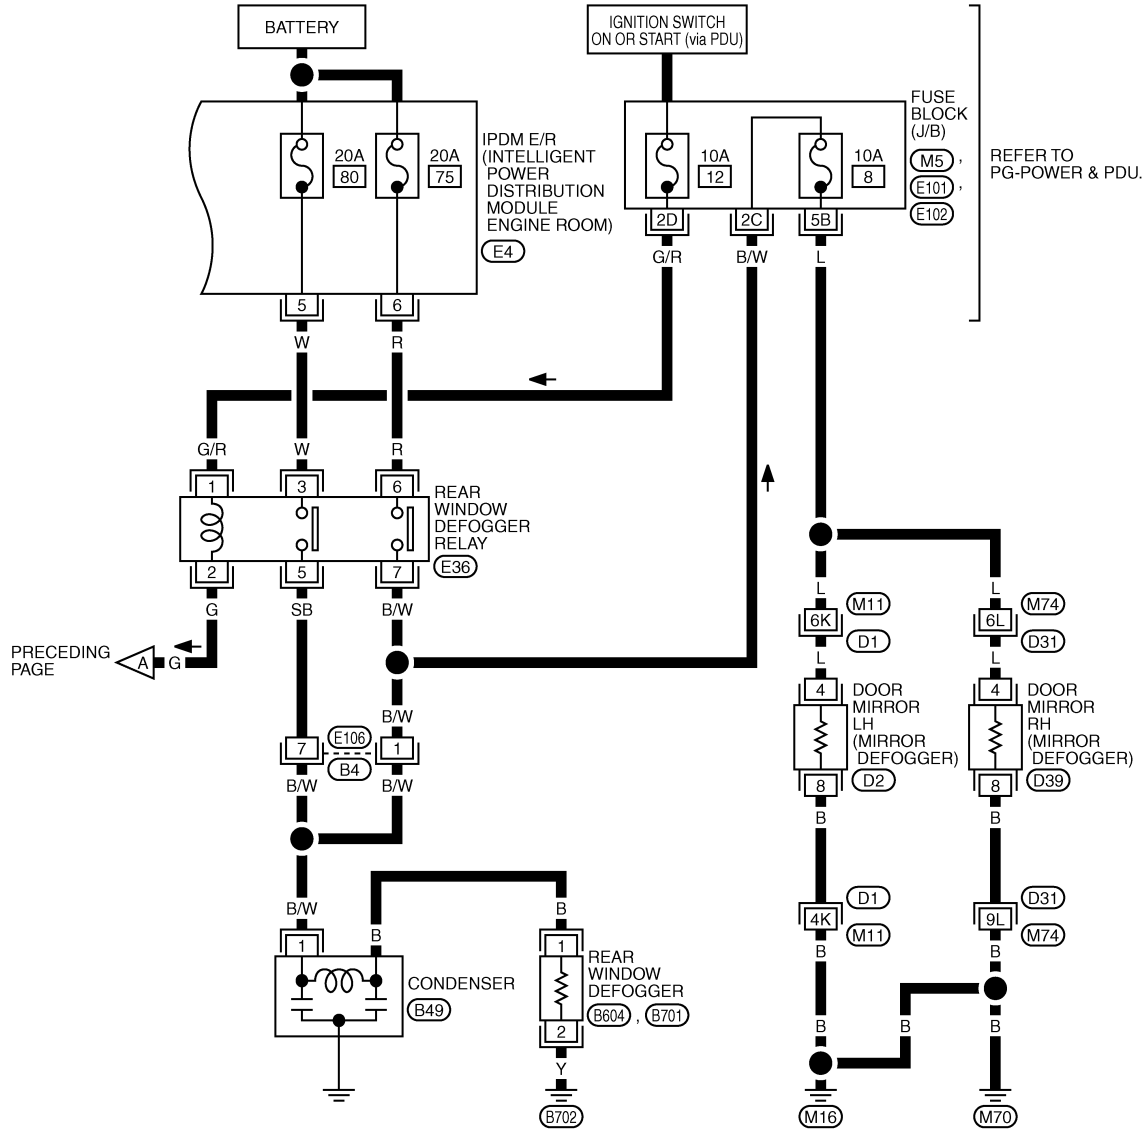 BATTERY
IGNITION SWITCH
ON OR START (via PDU)
20A
80
20A
75
IPDM E/R
(INTELLIGENT
POWER
DISTRIBUTION
MODULE
ENGINE ROOM)
E4
10A
12
10A
8
FUSE
BLOCK
(J/B)
M5 ,
E101 ,
E102
REFER TO
PG-POWER & PDU.
2D
2C
5B
G/R
B/W
L
5
6
W
R
G/R
W
R
1
3
6
REAR
WINDOW
DEFOGGER
RELAY
E36
2
5
7
G
SB
B/W
PRECEDING
PAGE
A
G
L
L
6K
M11
D1
6L
M74
D31
L
L
B/W
7
E106
B4
1
B/W
B/W
4
DOOR
MIRROR
LH
(MIRROR
DEFOGGER)
D2
8
4
DOOR
MIRROR
RH
(MIRROR
DEFOGGER)
D39
8
B
B
B/W
B
B
4K
D1
M11
9L
D31
M74
B
B
1
CONDENSER
B49
1
REAR
WINDOW
DEFOGGER
B604 , B701
2
Y
B702
B
B
B
M16
M70